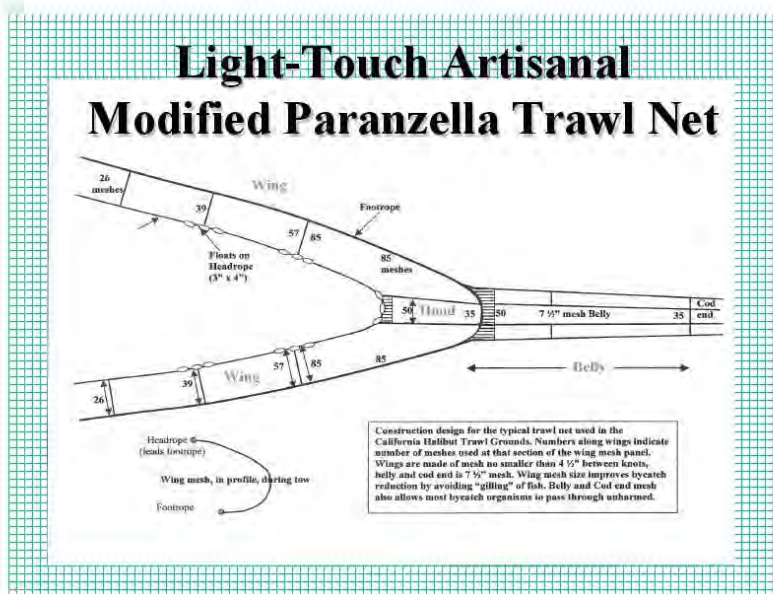 Light-Touch Artisanal
Modified Paranzella Trawl Net
26
meshes
Wing
39
Footrope
57
85
Floats on
Headrope
(3" x 4")
85
meshes
50
Hood
35
50
7 ½" mesh Belly
35
Cod
end
Belly
57
85
85
39
Wing
26
Headrope
(leads footrope)
Wing mesh, in profile, during tow
Footrope
Construction design for the typical trawl net used in the
California Halibut Trawl Grounds. Numbers along wings indicate
number of meshes used at that section of the wing mesh panel.
Wings are made of mesh no smaller than 4 ½" between knots,
belly and cod end is 7 ½" mesh. Wing mesh size improves bycatch
reduction by avoiding "gilling" of fish. Belly and Cod end mesh
also allows most bycatch organisms to pass through unharmed.